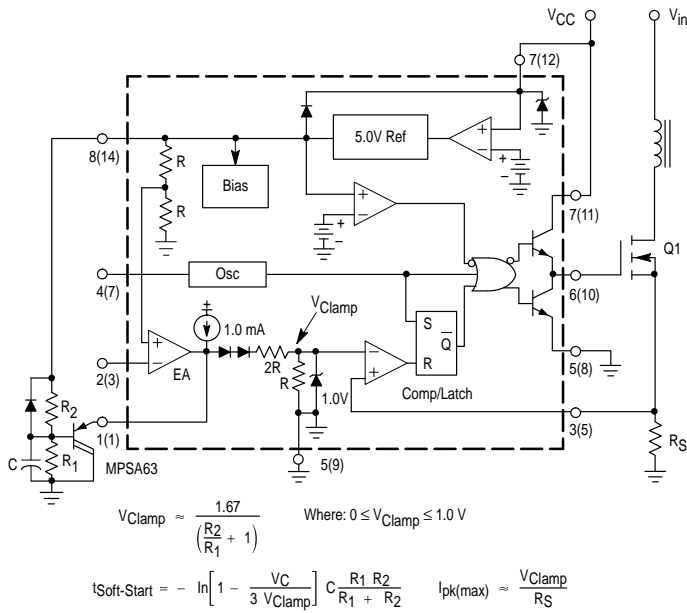 VCC
Vin
7(12)
5.0V Ref
+
–
+
–
8(14)
R
Bias
R
+
–
+
–
7(11)
Q1
4(7)
Osc
6(10)
VClamp
±
1.0 mA
S
Q
R
+
–
EA
2R
R
1.0V
–
+
Comp/Latch
5(8)
2(3)
R2
1(1)
3(5)
C
R1
MPSA63
5(9)
RS
VClamp ≈ 1.67 / (R2/R1 + 1) Where: 0 ≤ VClamp ≤ 1.0 V
tSoft-Start = – ln[1 – VC / 3 VClamp] C R1 R2 / R1 + R2 Ipk(max) ≈ VClamp / RS